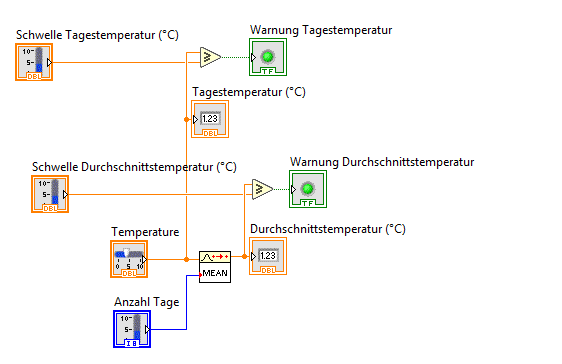 Warnung Tagestemperatur
Schwelle Tagestemperatur (°C)
10-
5-
DBL
≥
TF
Tagestemperatur (°C)
1.23
DBL
Warnung Durchschnittstemperatur
Schwelle Durchschnittstemperatur (°C)
10-
5-
DBL
≥
TF
Temperature
Durchschnittstemperatur (°C)
0 5 10
DBL
MEAN
1.23
DBL
Anzahl Tage
10-
5-
I8